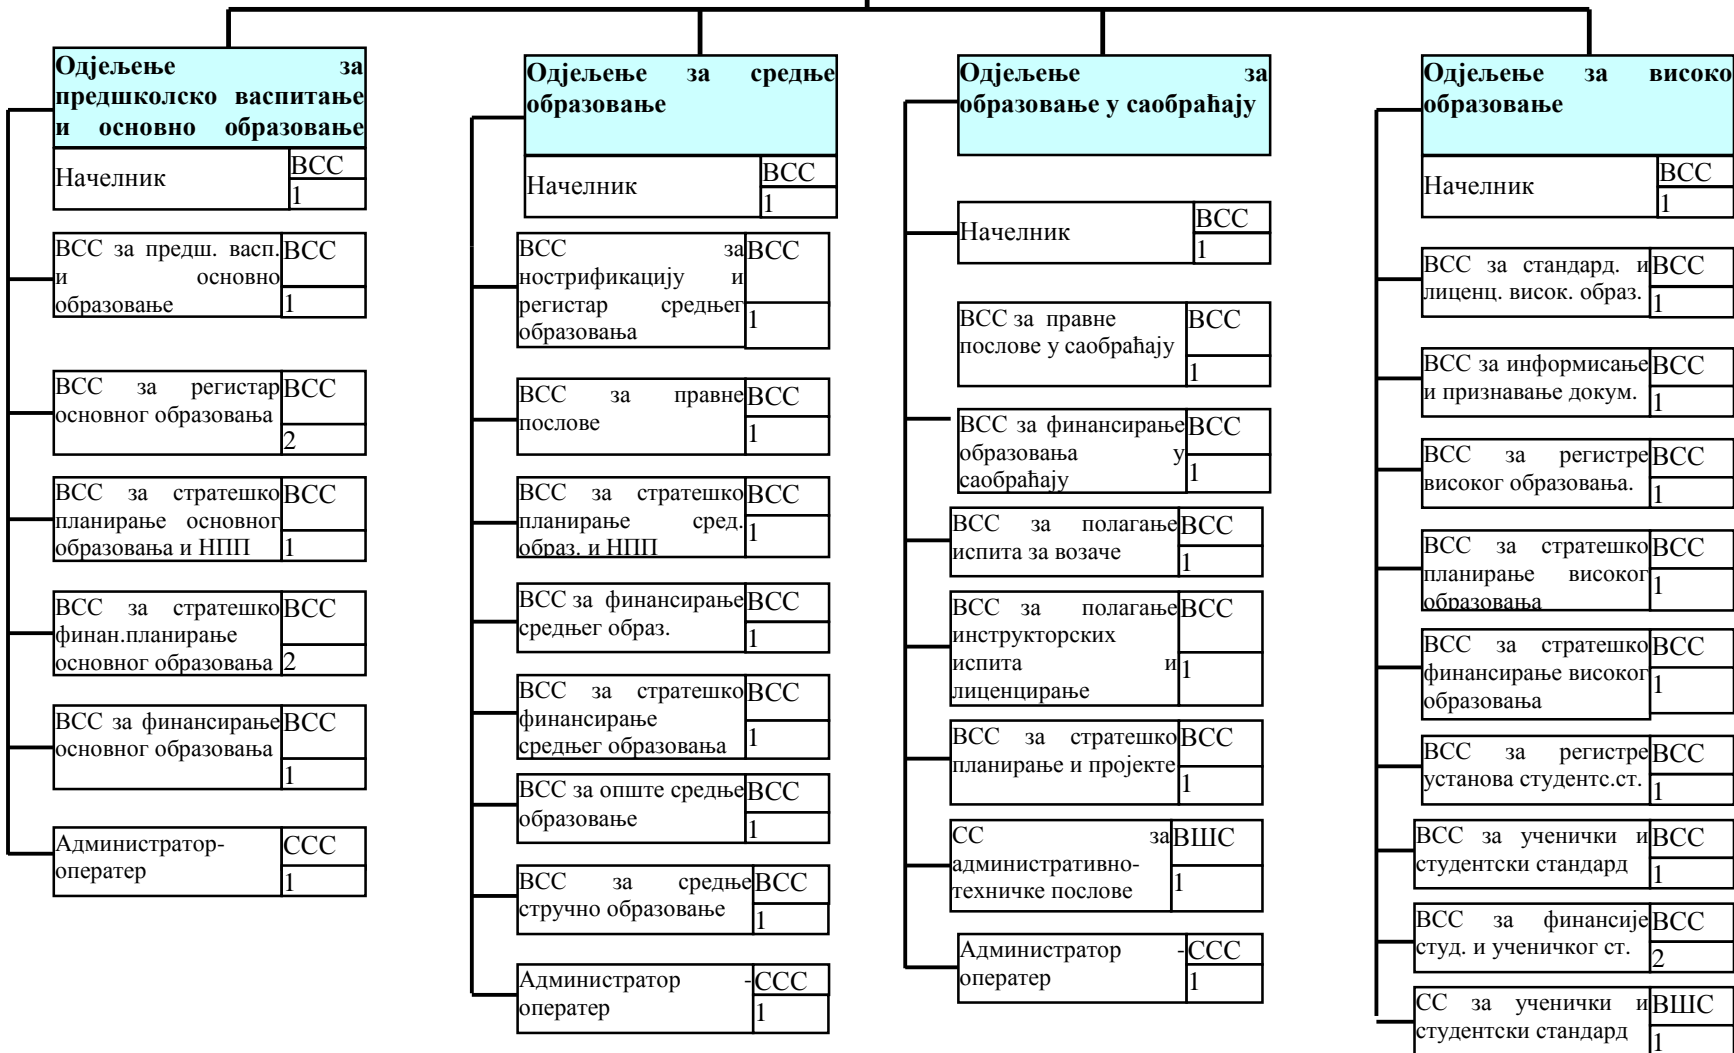 Одјељење за
предшколско васпитање
и основно образовање
Начелник
ВСС
1
ВСС за предш. васп.
и основно
образовање
ВСС
1
ВСС за регистар
основног образовања
ВСС
2
ВСС за стратешко
планирање основног
образовања и НПП
ВСС
1
ВСС за стратешко
финан.планирање
основног образовања
ВСС
2
ВСС за финансирање
основног образовања
ВСС
1
Администратор-
оператер
ССС
1
Одјељење за средње
образовање
Начелник
ВСС
1
ВСС за
нострификацију и
регистар средњег
образовања
ВСС
1
ВСС за правне
послове
ВСС
1
ВСС за стратешко
планирање сред.
образ. и НПП
ВСС
1
ВСС за финансирање
средњег образ.
ВСС
1
ВСС за стратешко
финансирање
средњег образовања
ВСС
1
ВСС за опште средње
образовање
ВСС
1
ВСС за средње
стручно образовање
ВСС
1
Администратор -
оператер
ССС
1
Одјељење за
образовање у саобраћају
Начелник
ВСС
1
ВСС за правне
послове у саобраћају
ВСС
1
ВСС за финансирање
образовања у
саобраћају
ВСС
1
ВСС за полагање
испита за возаче
ВСС
1
ВСС за полагање
инструкторских
испита и
лиценцирање
ВСС
1
ВСС за стратешко
планирање и пројекте
ВСС
1
СС за
административно-
техничке послове
ВШС
1
Администратор -
оператер
ССС
1
Одјељење за високо
образовање
Начелник
ВСС
1
ВСС за стандард. и
лиценц. висок. образ.
ВСС
1
ВСС за информисање
и признавање докум.
ВСС
1
ВСС за регистре
високог образовања.
ВСС
1
ВСС за стратешко
планирање високог
образовања
ВСС
1
ВСС за стратешко
финансирање високог
образовања
ВСС
1
ВСС за регистре
установа студентс.ст.
ВСС
1
ВСС за ученички и
студентски стандард
ВСС
1
ВСС за финансије
студ. и ученичког ст.
ВСС
2
СС за ученички и
студентски стандард
ВШС
1